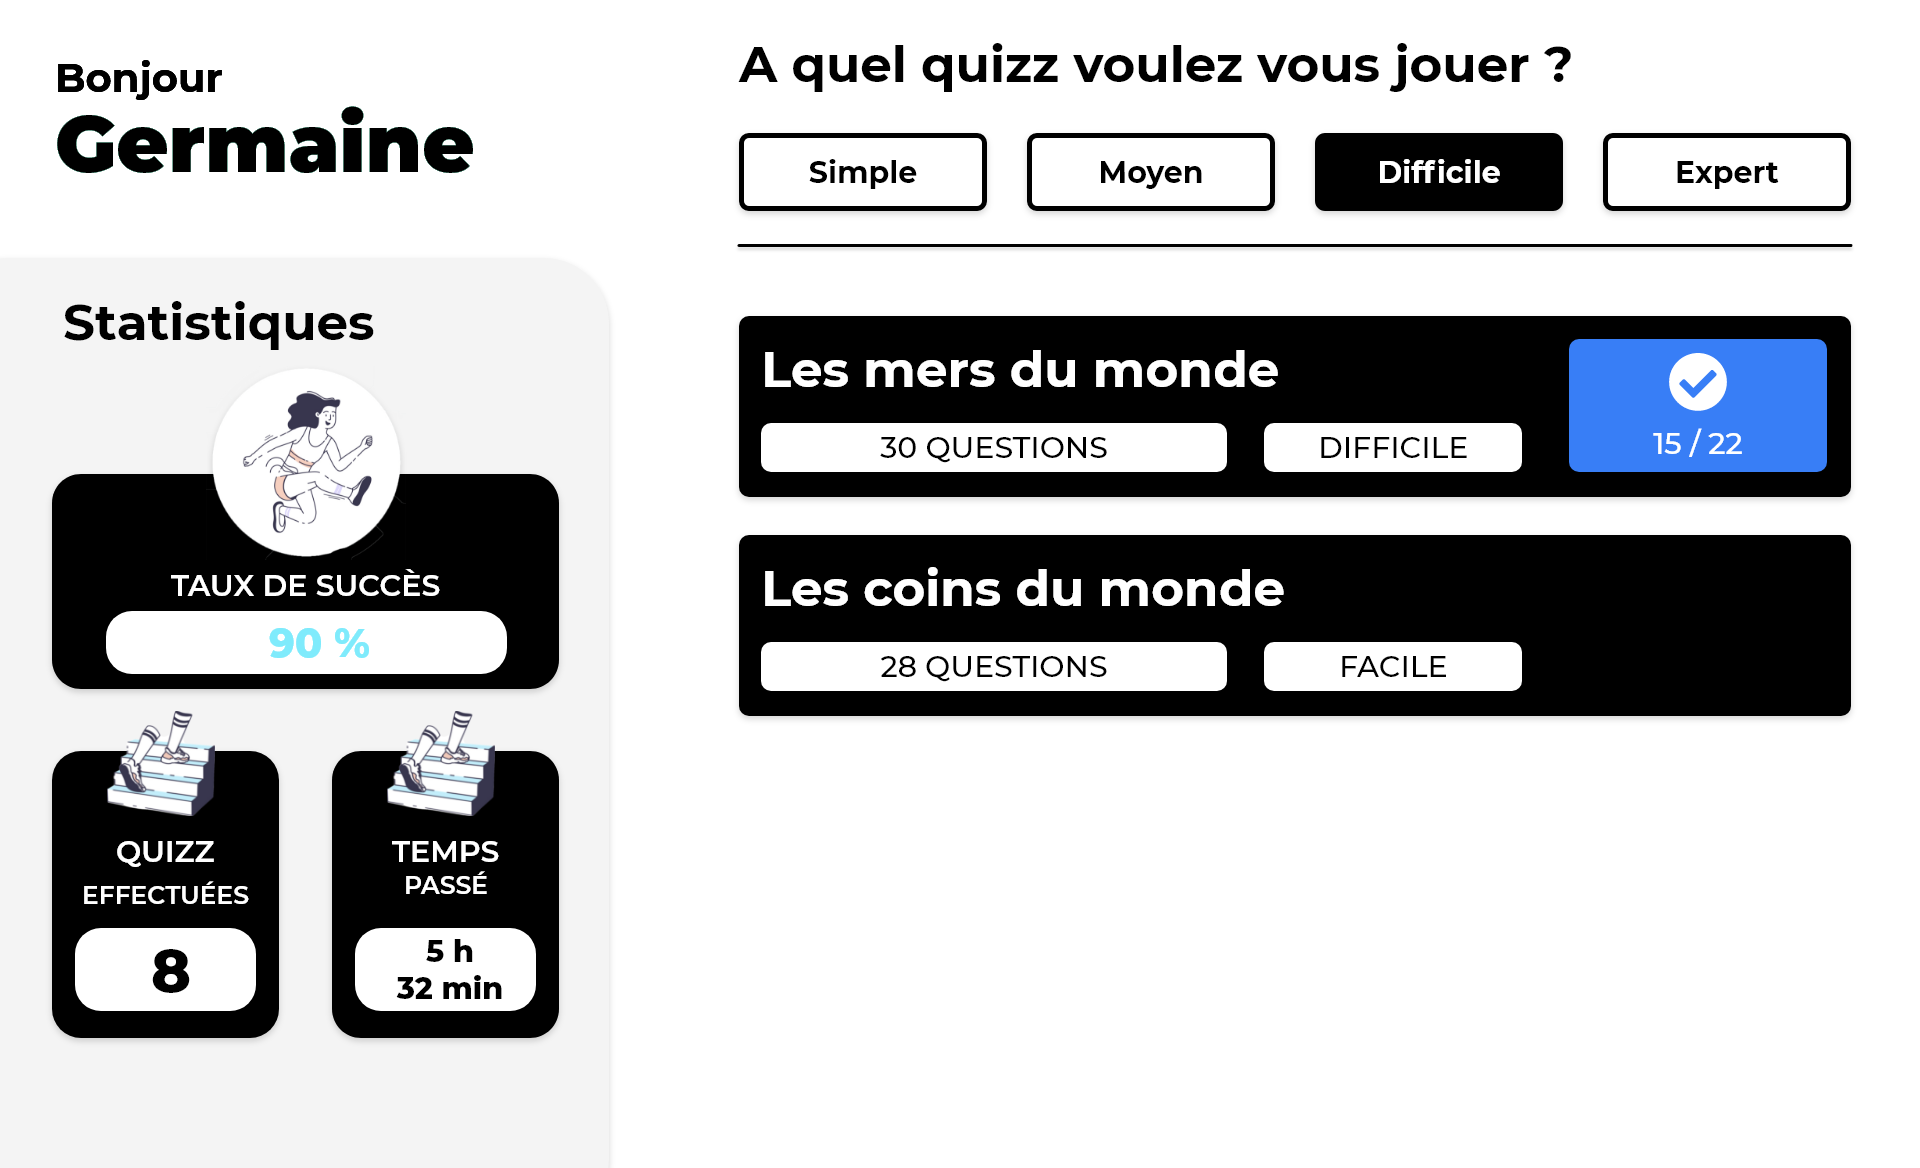 Bonjour
Germaine
Statistiques
TAUX DE SUCCÈS
90 %
QUIZZ
EFFECTUÉES
8
TEMPS
PASSÉ
5 h
32 min
A quel quizz voulez vous jouer ?
Simple
Moyen
Difficile
Expert
Les mers du monde
30 QUESTIONS
DIFFICILE
15 / 22
Les coins du monde
28 QUESTIONS
FACILE